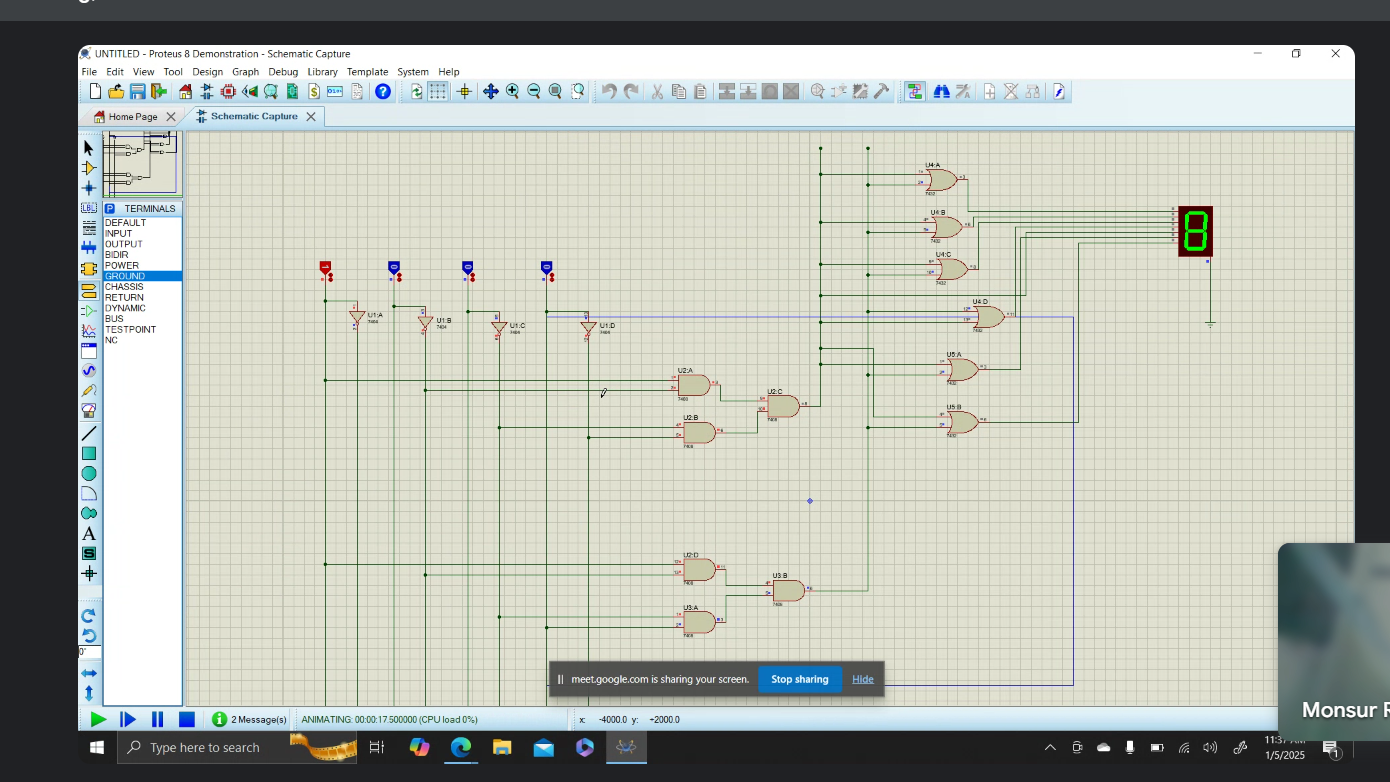 UNTITLED - Proteus 8 Demonstration - Schematic Capture
File Edit View Tool Design Graph Debug Library Template System Help
Home Page
Schematic Capture
P TERMINALS
DEFAULT
INPUT
OUTPUT
BIDIR
POWER
GROUND
CHASSIS
RETURN
DYNAMIC
BUS
TESTPOINT
NC
LBL
A
S
U4:A
7432
U4:B
7432
U4:C
7432
U4:D
7432
U1:A
7404
U1:B
7404
U1:C
7404
U1:D
7404
U2:A
7408
U2:C
7408
U2:B
7408
U5:A
7432
U5:B
7432
U2:D
7408
U3:B
7408
U3:A
7408
8
meet.google.com is sharing your screen.
Stop sharing
Hide
Monsur R
2 Message(s)
ANIMATING: 00:00:17.500000 (CPU load 0%)
x: -4000.0 y: +2000.0
Type here to search
1/5/2025
1